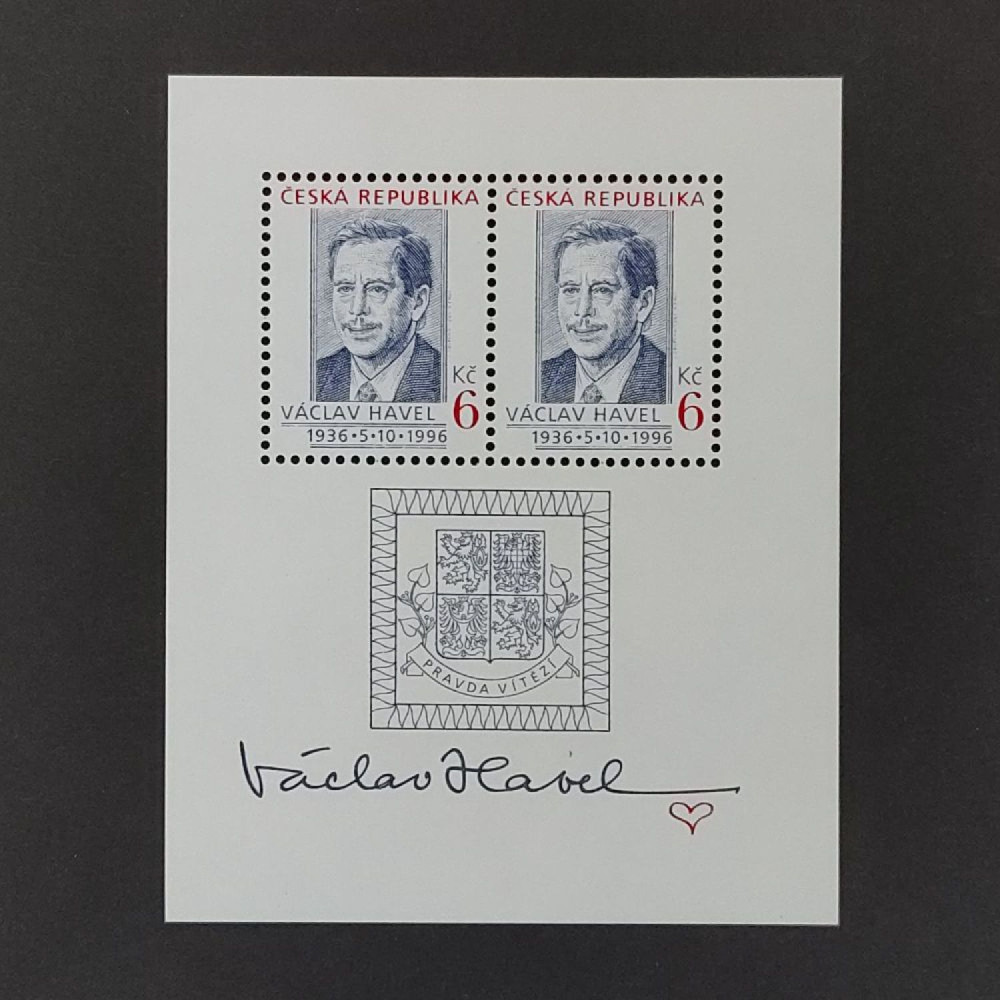 ČESKÁ REPUBLIKA
Kč
VÁCLAV HAVEL 6
1936•5•10•1996
ČESKÁ REPUBLIKA
Kč
VÁCLAV HAVEL 6
1936•5•10•1996
PRAVDA VÍTĚZÍ
Václav Havel